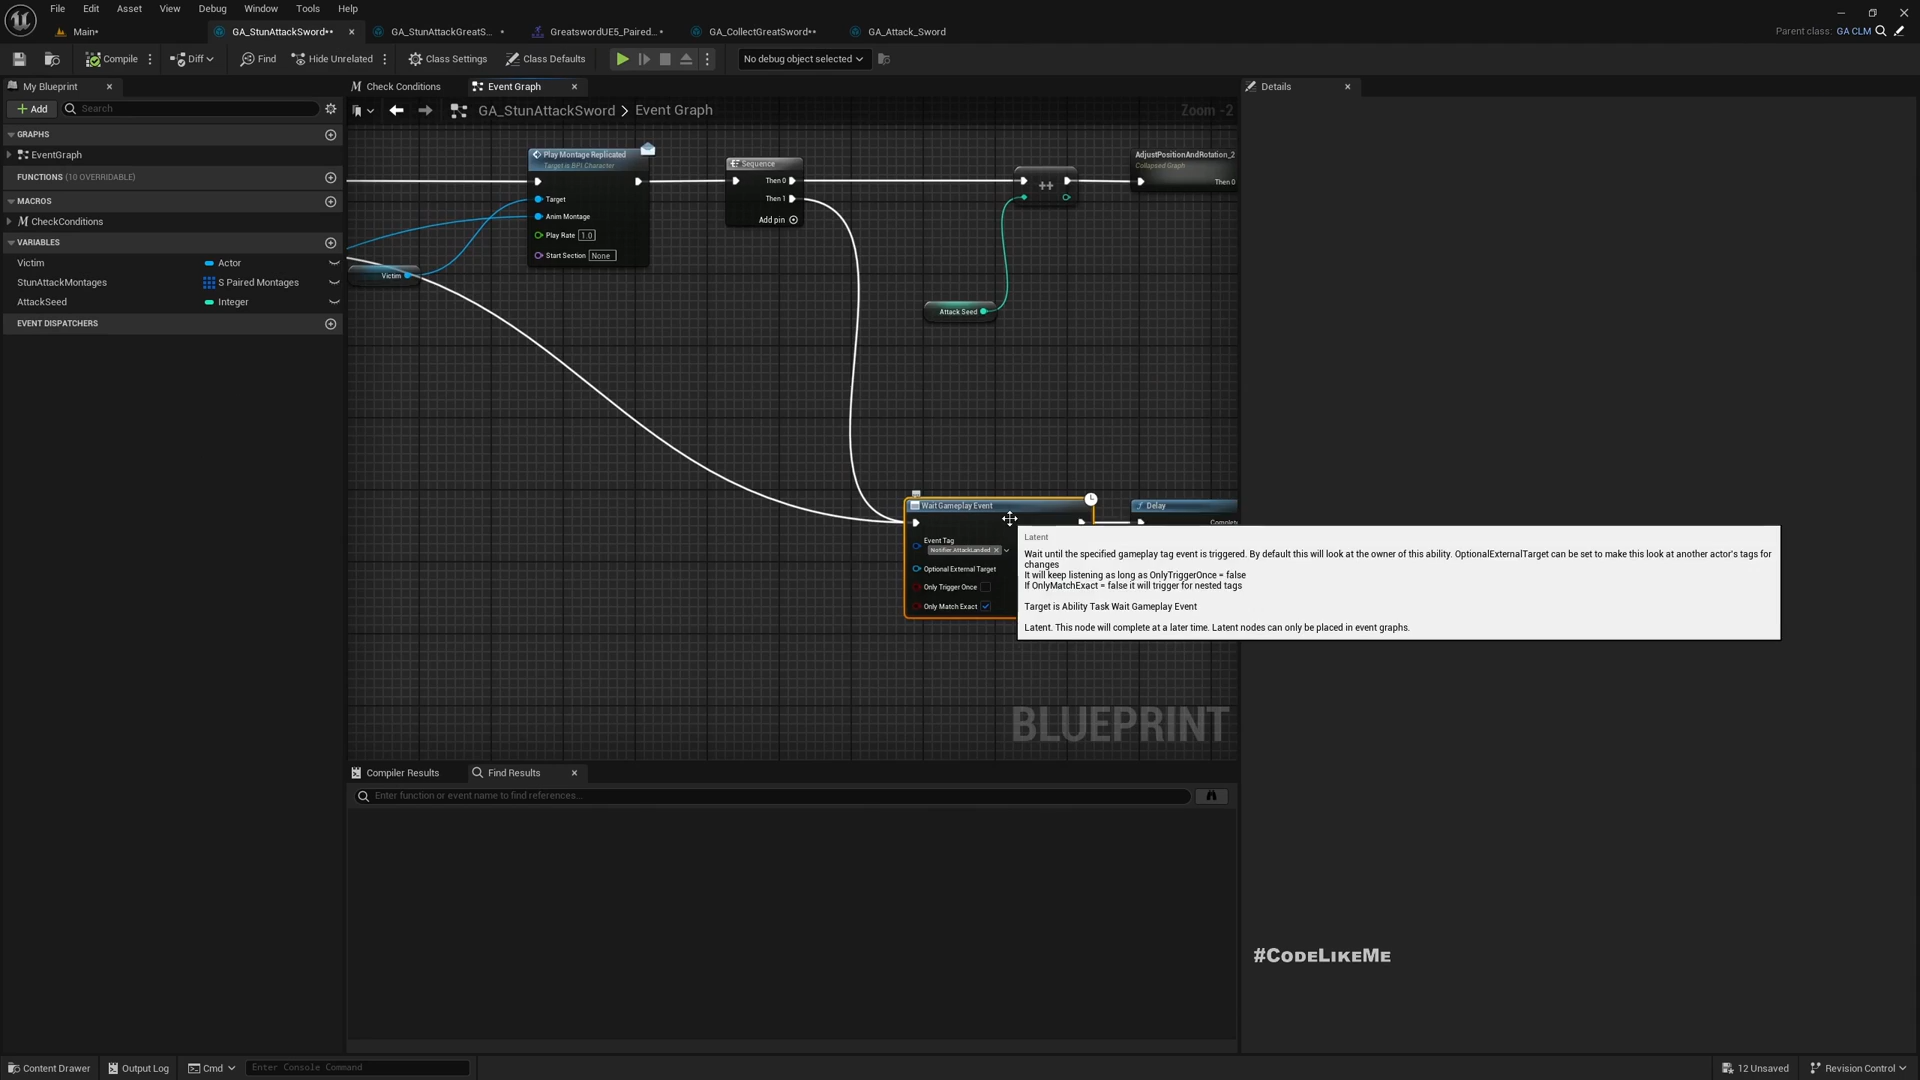 File Edit Asset View Debug Window Tools Help
Main*
GA_StunAttackSword**
GA_StunAttackGreatS... *
GreatswordUE5_Paired... *
GA_CollectGreatSword**
GA_Attack_Sword
Parent class: GA CLM
Compile
Diff
Find
Hide Unrelated
Class Settings
Class Defaults
No debug object selected
My Blueprint
Check Conditions
Event Graph
Details
Add
Search
GA_StunAttackSword > Event Graph
Zoom -2
GRAPHS
EventGraph
FUNCTIONS (10 OVERRIDABLE)
MACROS
CheckConditions
VARIABLES
Victim Actor
StunAttackMontages S Paired Montages
AttackSeed Integer
EVENT DISPATCHERS
Play Montage Replicated
Target is BPI Character
Target
Anim Montage
Play Rate 1.0
Start Section None
Victim
Sequence
Then 0
Then 1
Add pin
++
Attack Seed
AdjustPositionAndRotation_2
Collapsed Graph
Then 0
Wait Gameplay Event
Event Tag
Notifier.AttackLanded
Optional External Target
Only Trigger Once
Only Match Exact
Delay
Complete
Latent
Wait until the specified gameplay tag event is triggered. By default this will look at the owner of this ability. OptionalExternalTarget can be set to make this look at another actor's tags for
changes
It will keep listening as long as OnlyTriggerOnce = false
If OnlyMatchExact = false it will trigger for nested tags
Target is Ability Task Wait Gameplay Event
Latent. This node will complete at a later time. Latent nodes can only be placed in event graphs.
BLUEPRINT
Compiler Results
Find Results
Enter function or event name to find references...
#CodeLikeMe
Content Drawer
Output Log
Cmd
Enter Console Command
12 Unsaved
Revision Control